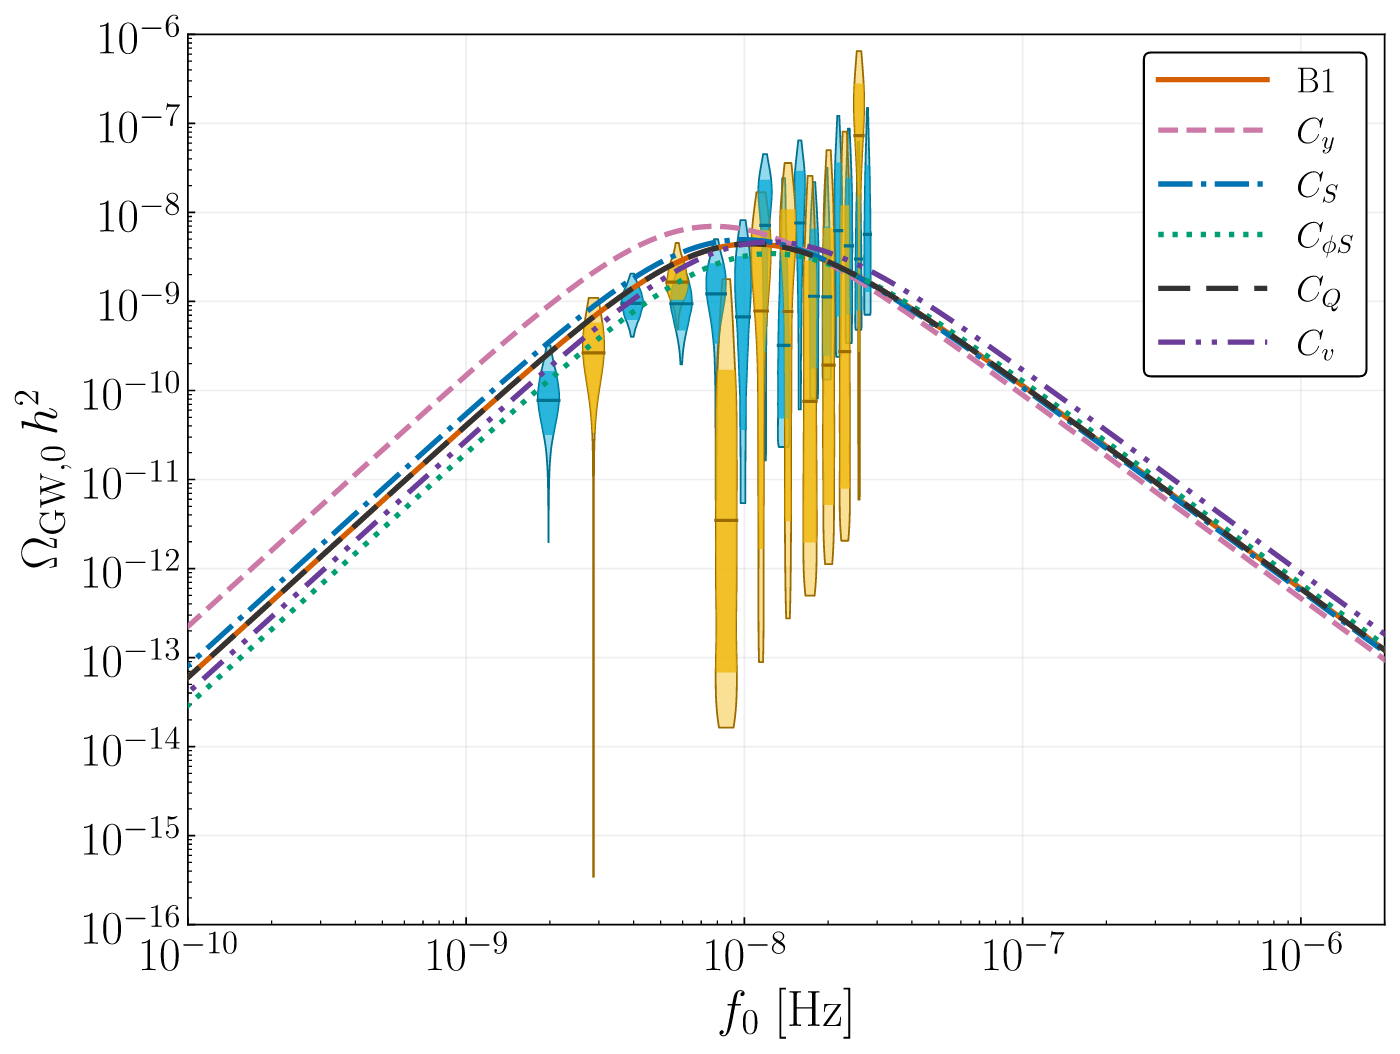 10⁻⁶
10⁻⁷
10⁻⁸
10⁻⁹
10⁻¹⁰
10⁻¹¹
10⁻¹²
10⁻¹³
10⁻¹⁴
10⁻¹⁵
10⁻¹⁶
Ω_GW,0 h²
B1
C_y
C_S
C_ϕS
C_Q
C_v
10⁻¹⁰ 10⁻⁹ 10⁻⁸ 10⁻⁷ 10⁻⁶
f₀ [Hz]